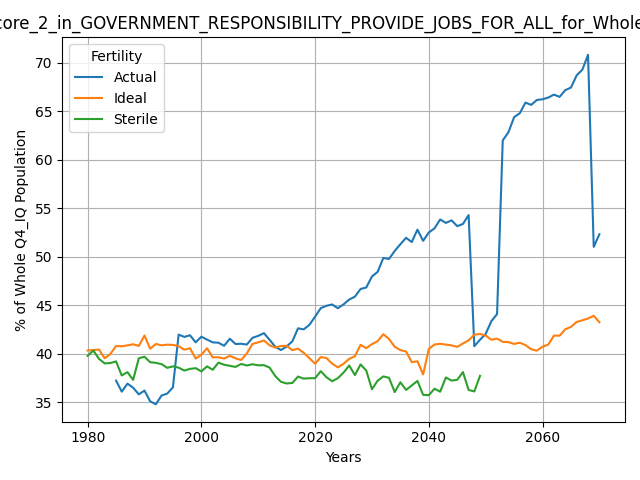 core_2_in_GOVERNMENT_RESPONSIBILITY_PROVIDE_JOBS_FOR_ALL_for_Whole
Fertility
Actual
Ideal
Sterile
% of Whole Q4_IQ Population
70
65
60
55
50
45
40
35
1980
2000
2020
2040
2060
Years